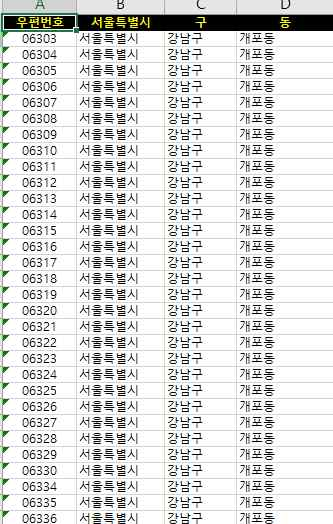 A B C D
우편번호 서울특별시 구 동
06303 서울특별시 강남구 개포동
06304 서울특별시 강남구 개포동
06305 서울특별시 강남구 개포동
06306 서울특별시 강남구 개포동
06307 서울특별시 강남구 개포동
06308 서울특별시 강남구 개포동
06309 서울특별시 강남구 개포동
06310 서울특별시 강남구 개포동
06311 서울특별시 강남구 개포동
06312 서울특별시 강남구 개포동
06313 서울특별시 강남구 개포동
06314 서울특별시 강남구 개포동
06315 서울특별시 강남구 개포동
06316 서울특별시 강남구 개포동
06317 서울특별시 강남구 개포동
06318 서울특별시 강남구 개포동
06319 서울특별시 강남구 개포동
06320 서울특별시 강남구 개포동
06321 서울특별시 강남구 개포동
06322 서울특별시 강남구 개포동
06323 서울특별시 강남구 개포동
06324 서울특별시 강남구 개포동
06325 서울특별시 강남구 개포동
06326 서울특별시 강남구 개포동
06327 서울특별시 강남구 개포동
06328 서울특별시 강남구 개포동
06329 서울특별시 강남구 개포동
06330 서울특별시 강남구 개포동
06334 서울특별시 강남구 개포동
06335 서울특별시 강남구 개포동
06336 서울특별시 강남구 개포동